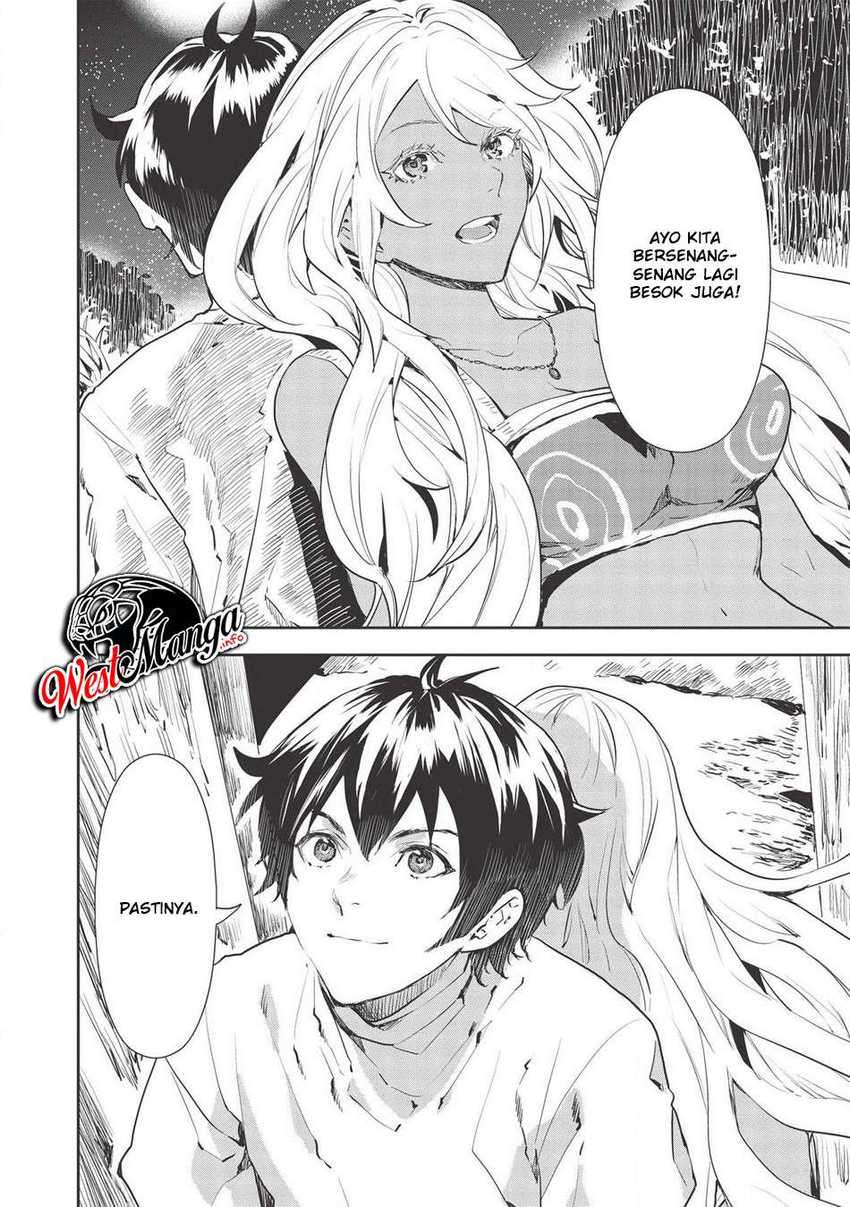 AYO KITA
BERSENANG-
SENANG LAGI
BESOK JUGA!
WestManga
.info
PASTINYA.